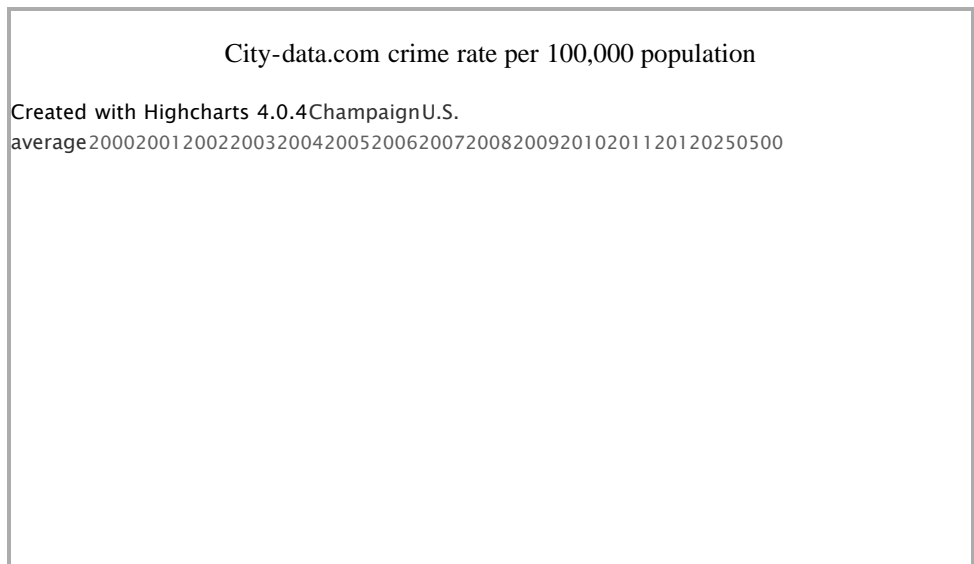 City-data.com crime rate per 100,000 population
Created with Highcharts 4.0.4ChampaignU.S.
average20002001200220032004200520062007200820092010201120120250500